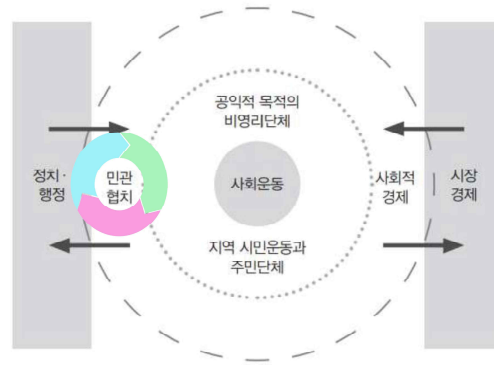 공익적 목적의
비영리단체
정치·
행정
민관
협치
사회운동
사회적
경제
시장
경제
지역 시민운동과
주민단체